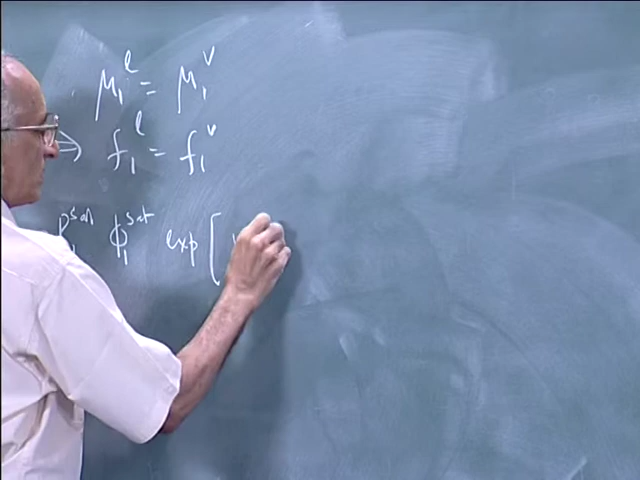 μ₁ˡ = μ₁ᵛ
⇒ f₁ˡ = f₁ᵛ
P₁ˢᵃᵗ ϕ₁ˢᵃᵗ exp [